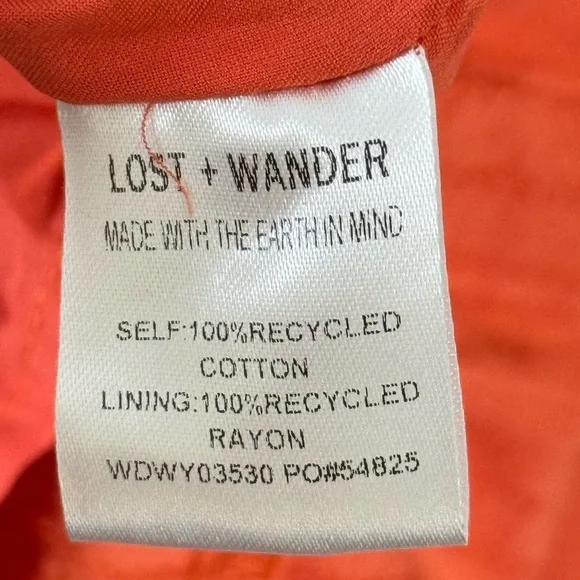 LOST + WANDER
MADE WITH THE EARTH IN MIND
SELF:100%RECYCLED
COTTON
LINING:100%RECYCLED
RAYON
WDWY03530 PO#54825